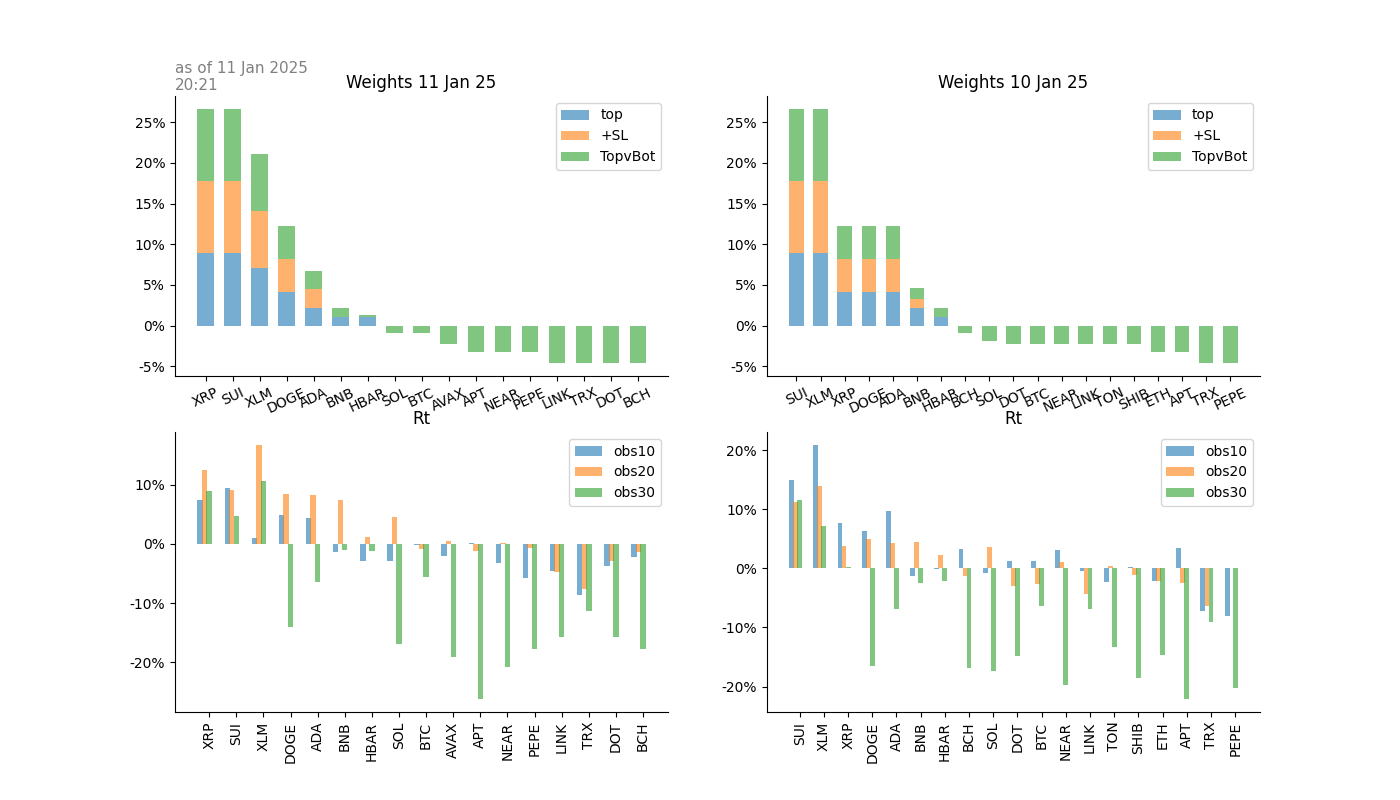 as of 11 Jan 2025
20:21
Weights 11 Jan 25
25%
20%
15%
10%
5%
0%
-5%
top
+SL
TopvBot
XRP SUI XLM DOGE ADA BNB HBAR SOL BTC AVAX APT NEAR PEPE LINK TRX DOT BCH
Weights 10 Jan 25
25%
20%
15%
10%
5%
0%
-5%
top
+SL
TopvBot
SUI XLM XRP DOGE ADA BNB HBAR BCH SOL DOT BTC NEAR LINK TON SHIB ETH APT TRX PEPE
Rt
10%
0%
-10%
-20%
obs10
obs20
obs30
XRP SUI XLM DOGE ADA BNB HBAR SOL BTC AVAX APT NEAR PEPE LINK TRX DOT BCH
Rt
20%
10%
0%
-10%
-20%
obs10
obs20
obs30
SUI XLM XRP DOGE ADA BNB HBAR BCH SOL DOT BTC NEAR LINK TON SHIB ETH APT TRX PEPE